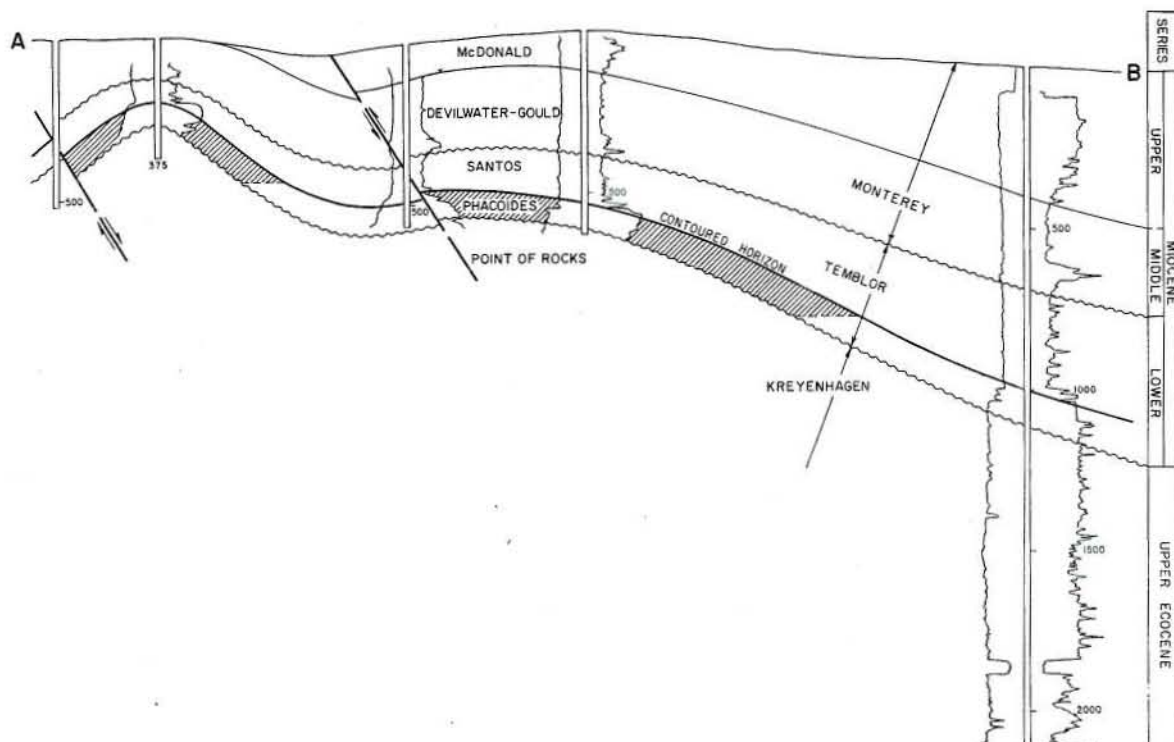 A
B
SERIES
McDONALD
DEVILWATER-GOULD
SANTOS
PHACOIDES
POINT OF ROCKS
375
500
500
500
CONTOURED HORIZON
MONTEREY
TEMBLOR
KREYENHAGEN
500
1000
1500
2000
UPPER
MIDDLE
LOWER
MIOCENE
UPPER ECOCENE